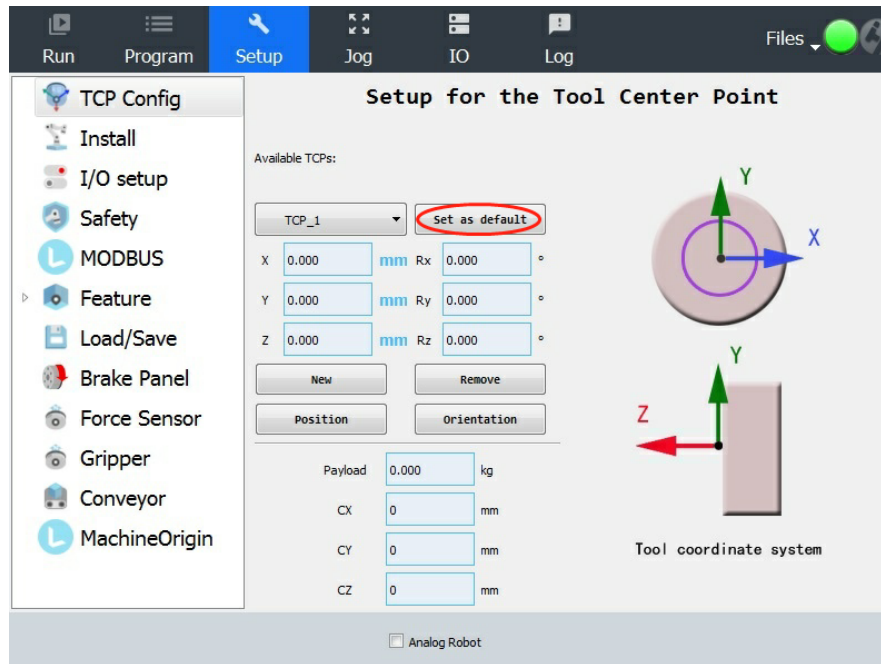 Run Program Setup Jog IO Log Files
TCP Config
Install
I/O setup
Safety
MODBUS
Feature
Load/Save
Brake Panel
Force Sensor
Gripper
Conveyor
MachineOrigin
Setup for the Tool Center Point
Available TCPs:
TCP_1 Set as default
X 0.000 mm Rx 0.000 °
Y 0.000 mm Ry 0.000 °
Z 0.000 mm Rz 0.000 °
New Remove
Position Orientation
Payload 0.000 kg
CX 0 mm
CY 0 mm
CZ 0 mm
Y
X
Y
Z
Tool coordinate system
Analog Robot